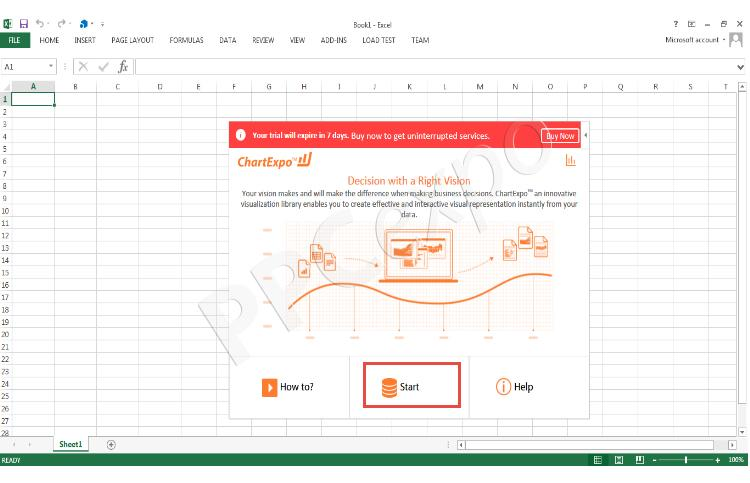 Book1 - Excel
FILE HOME INSERT PAGE LAYOUT FORMULAS DATA REVIEW VIEW ADD-INS LOAD TEST TEAM
Microsoft account
A1
fx
A B C D E F G H I J K L M N O P Q R S T
1
2
3
4
5
6
7
8
9
10
11
12
13
14
15
16
17
18
19
20
21
22
23
24
25
26
27
28
Your trial will expire in 7 days. Buy now to get uninterrupted services.
Buy Now
ChartExpo™
Decision with a Right Vision
Your vision makes and will make the difference when making business decisions. ChartExpo™ an innovative
visualization library enables you to create effective and interactive visual representation instantly from your
data.
PPCexpo
How to?
Start
Help
Sheet1
READY
100%